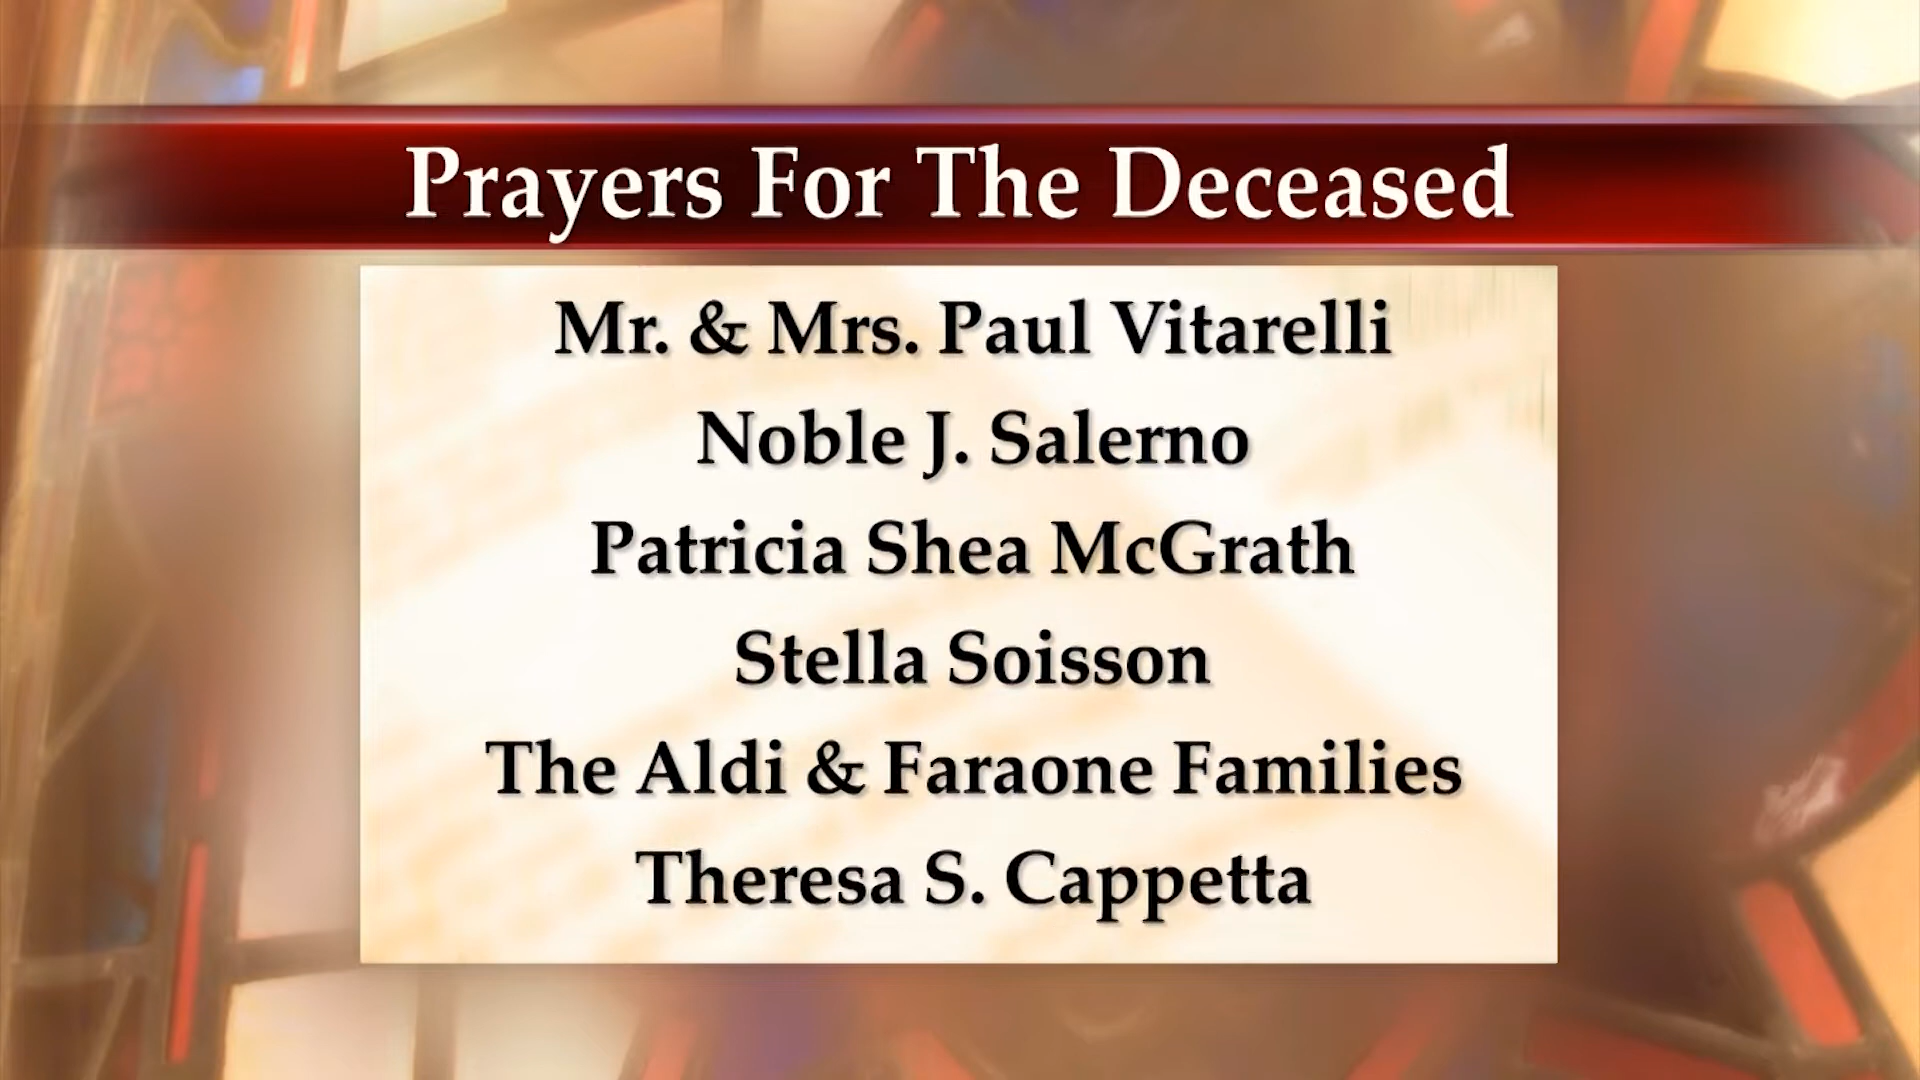 Prayers For The Deceased
Mr. & Mrs. Paul Vitarelli
Noble J. Salerno
Patricia Shea McGrath
Stella Soisson
The Aldi & Faraone Families
Theresa S. Cappetta